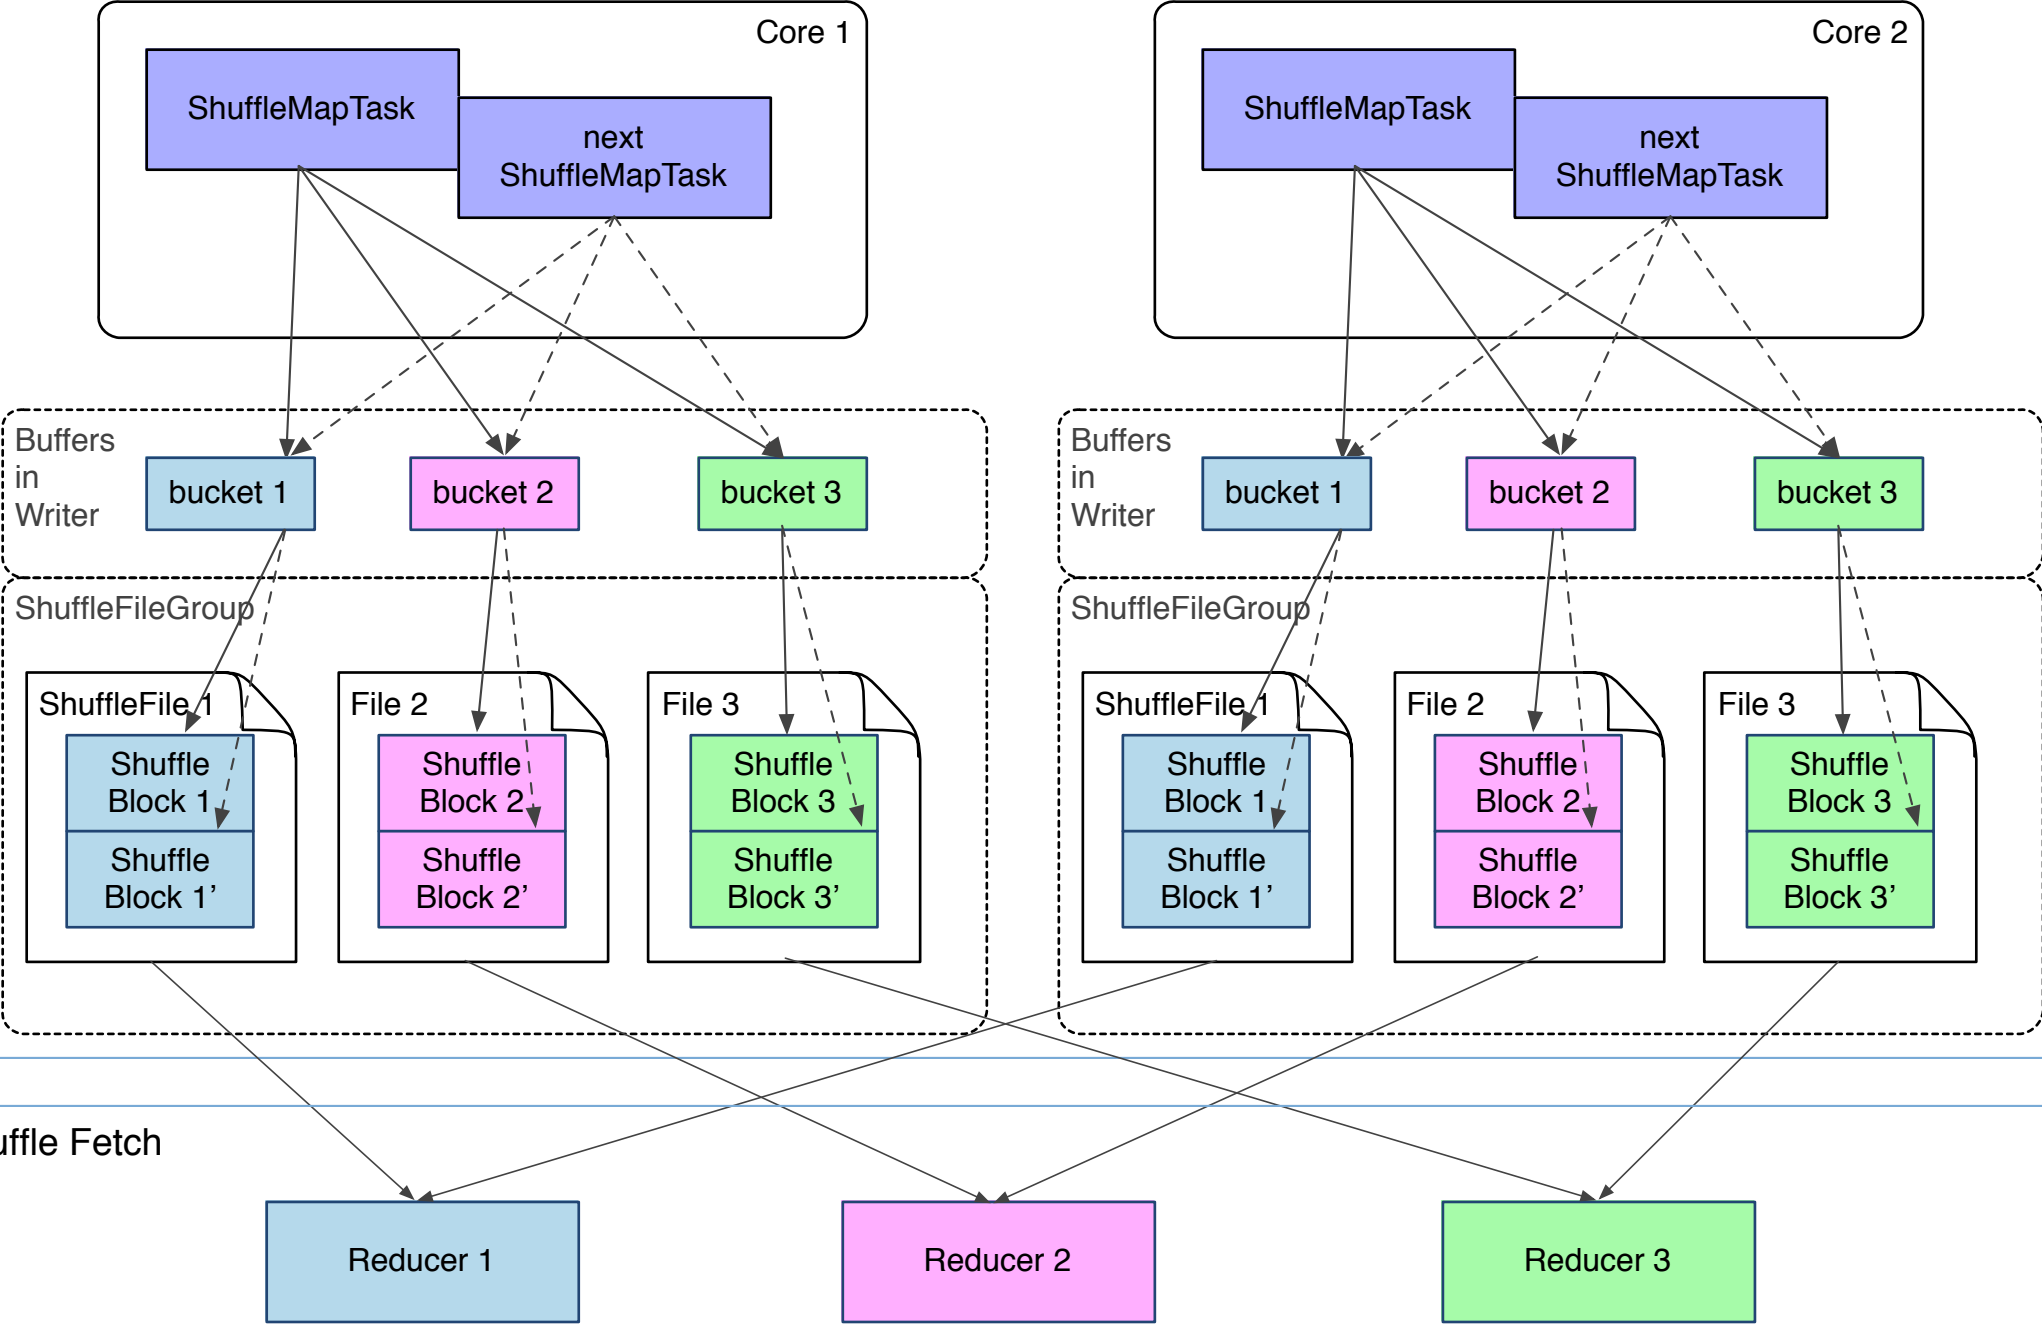 Core 1
ShuffleMapTask
next
ShuffleMapTask
Core 2
ShuffleMapTask
next
ShuffleMapTask
Buffers
in
Writer
bucket 1
bucket 2
bucket 3
Buffers
in
Writer
bucket 1
bucket 2
bucket 3
ShuffleFileGroup
ShuffleFile 1
Shuffle
Block 1
Shuffle
Block 1’
File 2
Shuffle
Block 2
Shuffle
Block 2’
File 3
Shuffle
Block 3
Shuffle
Block 3’
ShuffleFileGroup
ShuffleFile 1
Shuffle
Block 1
Shuffle
Block 1’
File 2
Shuffle
Block 2
Shuffle
Block 2’
File 3
Shuffle
Block 3
Shuffle
Block 3’
uffle Fetch
Reducer 1
Reducer 2
Reducer 3